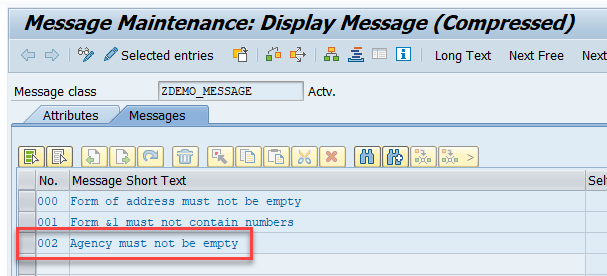 Message Maintenance: Display Message (Compressed)
Selected entries Long Text Next Free Next
Message class ZDEMO_MESSAGE Actv.
Attributes Messages
No. Message Short Text Sel
000 Form of address must not be empty
001 Form &1 must not contain numbers
002 Agency must not be empty